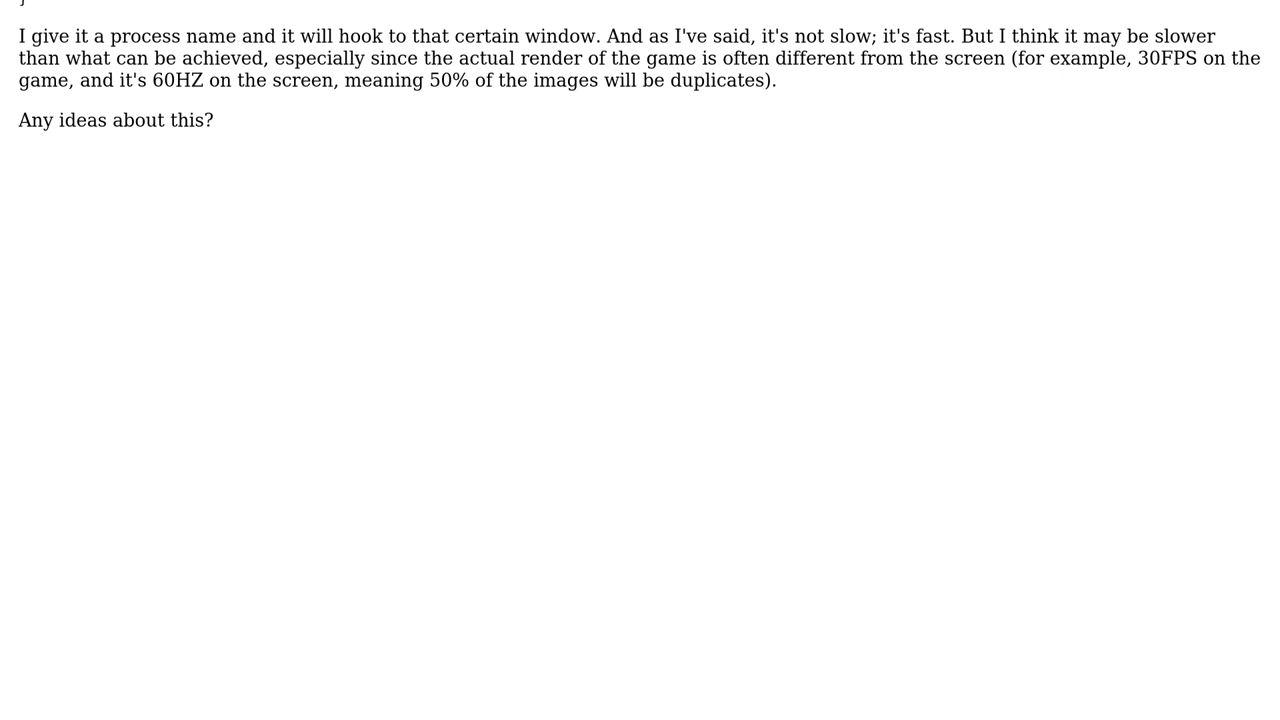 }
I give it a process name and it will hook to that certain window. And as I've said, it's not slow; it's fast. But I think it may be slower
than what can be achieved, especially since the actual render of the game is often different from the screen (for example, 30FPS on the
game, and it's 60HZ on the screen, meaning 50% of the images will be duplicates).
Any ideas about this?